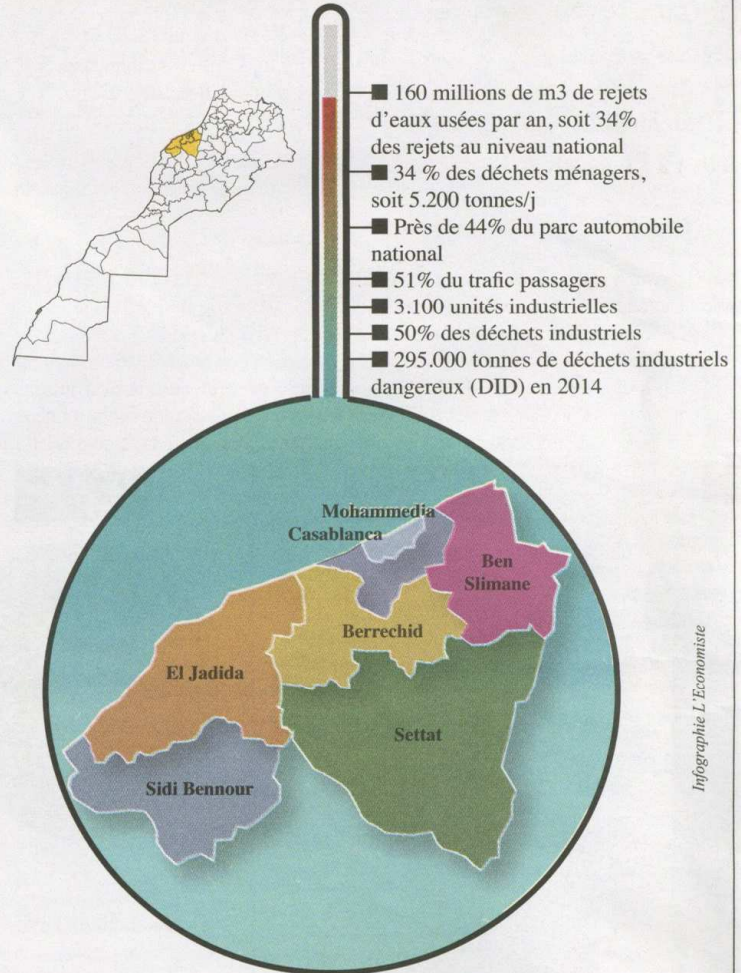 ■ 160 millions de m3 de rejets
d'eaux usées par an, soit 34%
des rejets au niveau national
■ 34 % des déchets ménagers,
soit 5.200 tonnes/j
■ Près de 44% du parc automobile
national
■ 51% du trafic passagers
■ 3.100 unités industrielles
■ 50% des déchets industriels
■ 295.000 tonnes de déchets industriels
dangereux (DID) en 2014
Mohammedia
Casablanca
Ben
Slimane
Berrechid
El Jadida
Settat
Sidi Bennour
Infographie L'Economiste